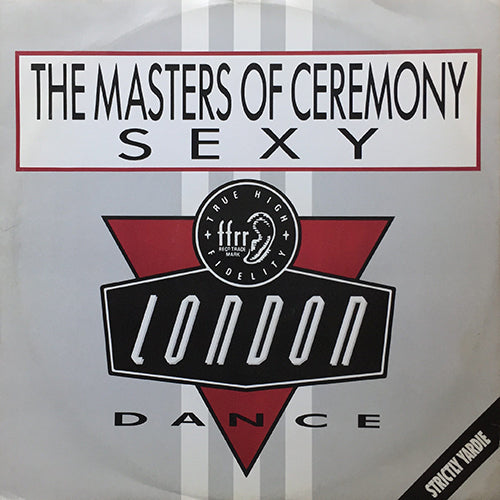 THE MASTERS OF CEREMONY
SEXY
TRUE HIGH
ffrr
REGD TRADE
MARK
FIDELITY
LONDON
DANCE
STRICTLY YARDIE